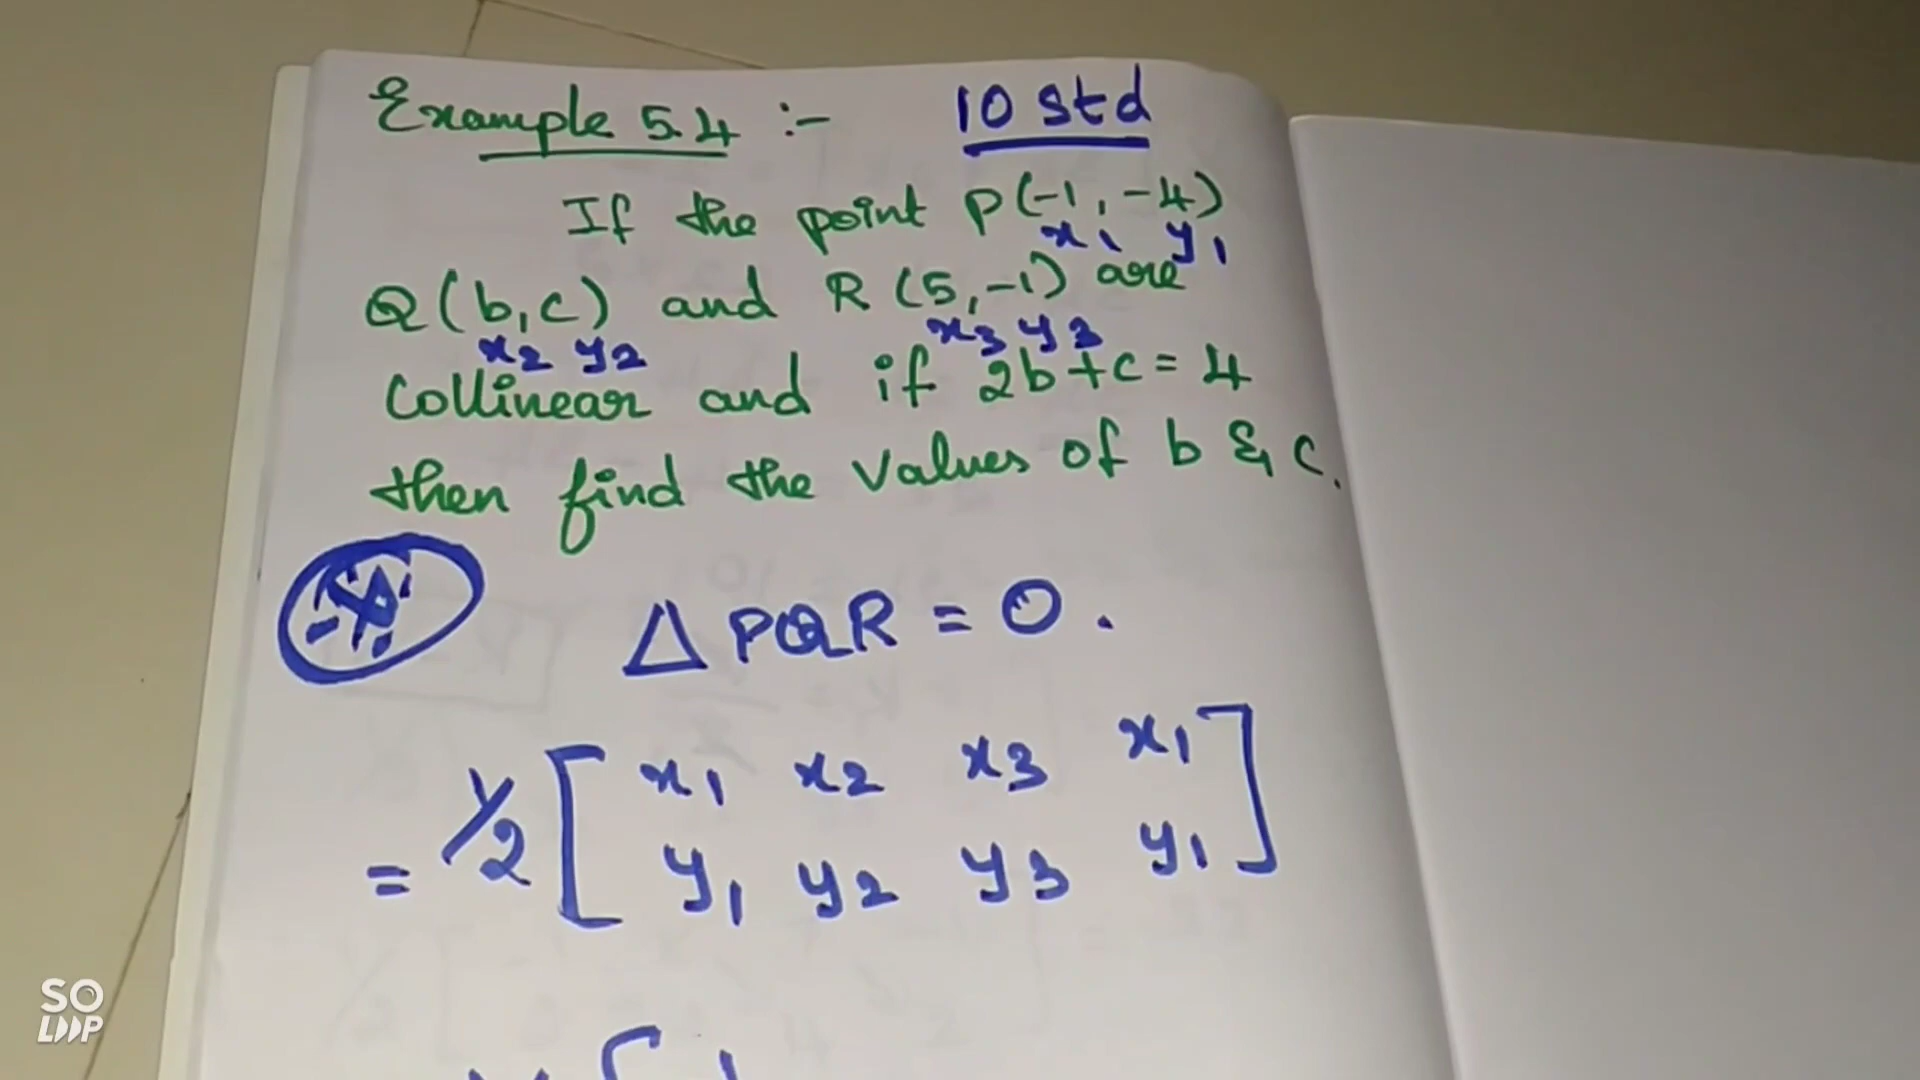 Example 5.4 :- 10 std
If the point P(-1, -4)
x1 y1
Q(b,c) and R(5,-1) are
x2 y2 x3 y3
Collinear and if 2b+c=4
then find the values of b & c.
Δ PQR = 0.
= 1/2 [ x1 x2 x3 x1
y1 y2 y3 y1 ]
SO
LOOP